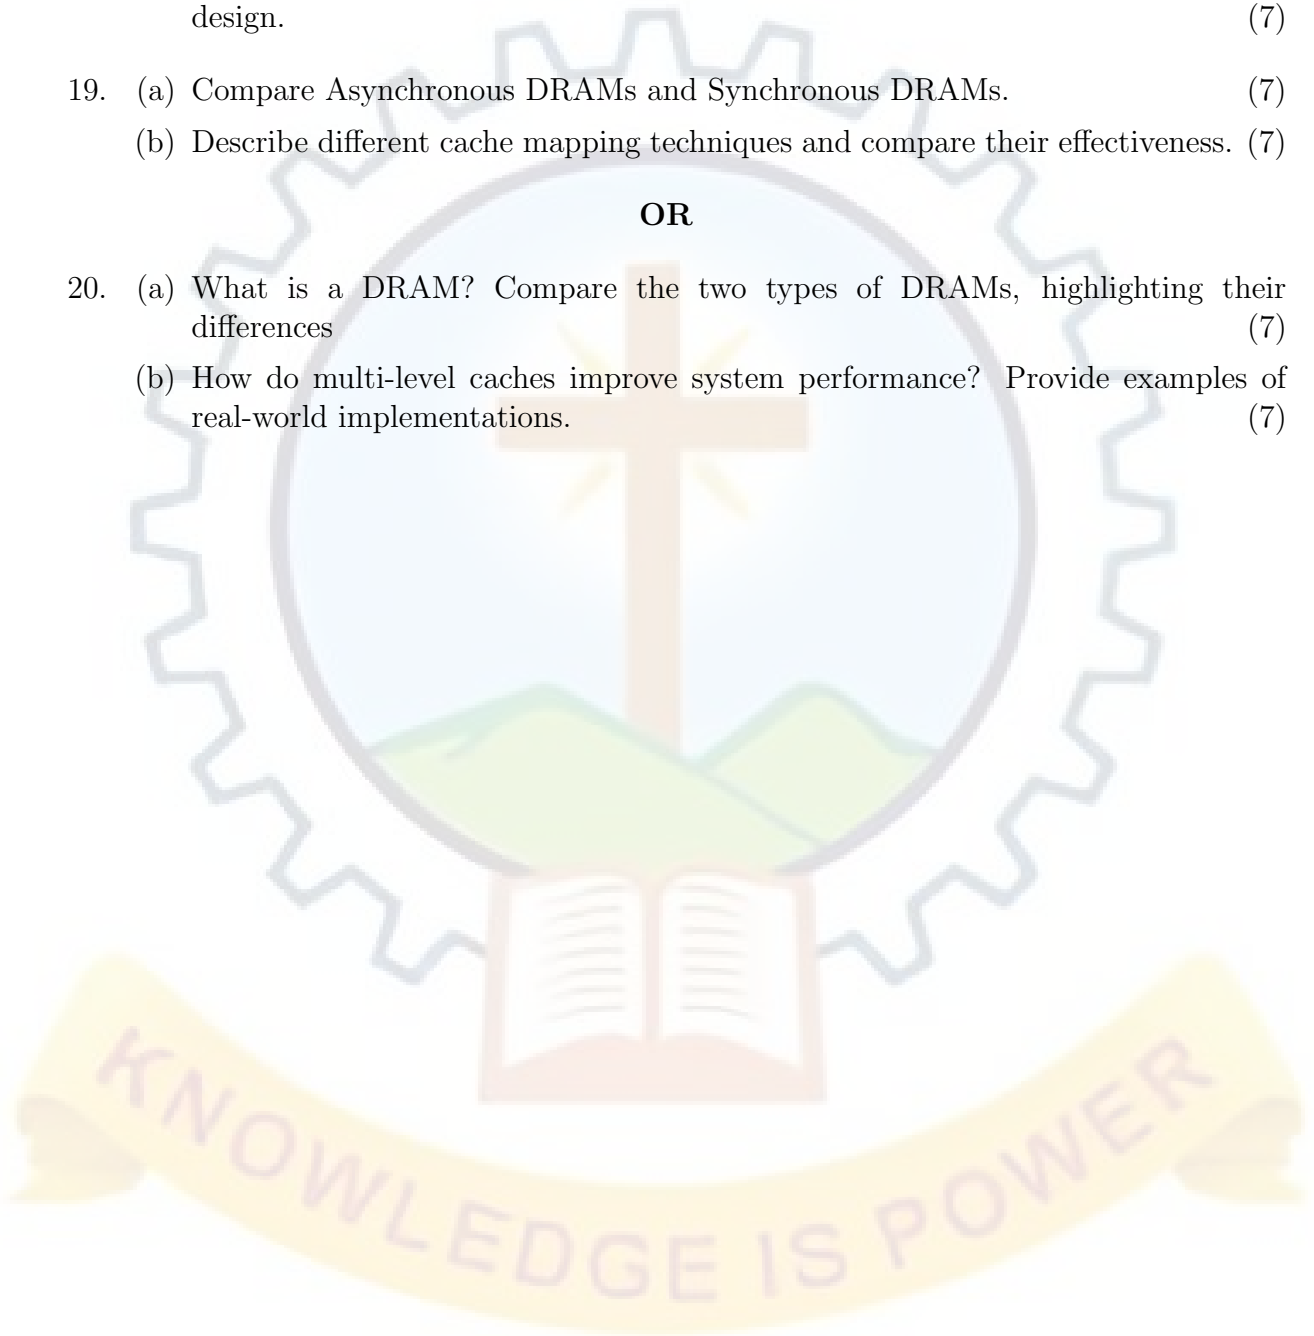 design. (7)
19. (a) Compare Asynchronous DRAMs and Synchronous DRAMs. (7)
(b) Describe different cache mapping techniques and compare their effectiveness. (7)
OR
20. (a) What is a DRAM? Compare the two types of DRAMs, highlighting their
differences (7)
(b) How do multi-level caches improve system performance? Provide examples of
real-world implementations. (7)
KNOWLEDGE IS POWER